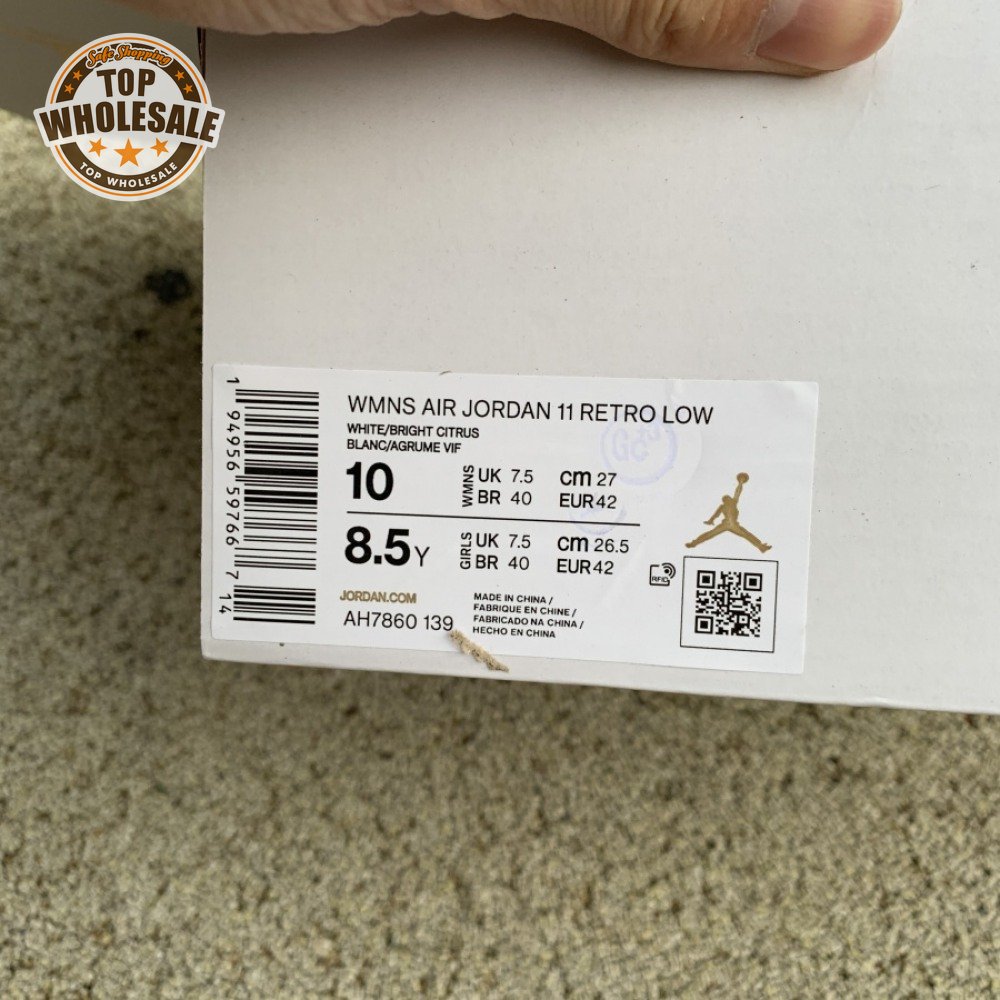 Safe Shopping
TOP
WHOLESALE
TOP WHOLESALE
WMNS AIR JORDAN 11 RETRO LOW
WHITE/BRIGHT CITRUS
BLANC/AGRUME VIF
10 WMNS UK 7.5 cm 27
BR 40 EUR 42
8.5Y GIRLS UK 7.5 cm 26.5
BR 40 EUR 42
RFID
JORDAN.COM
AH7860 139
MADE IN CHINA /
FABRIQUE EN CHINE /
FABRICADO NA CHINA /
HECHO EN CHINA
1 94956 59766 7 14